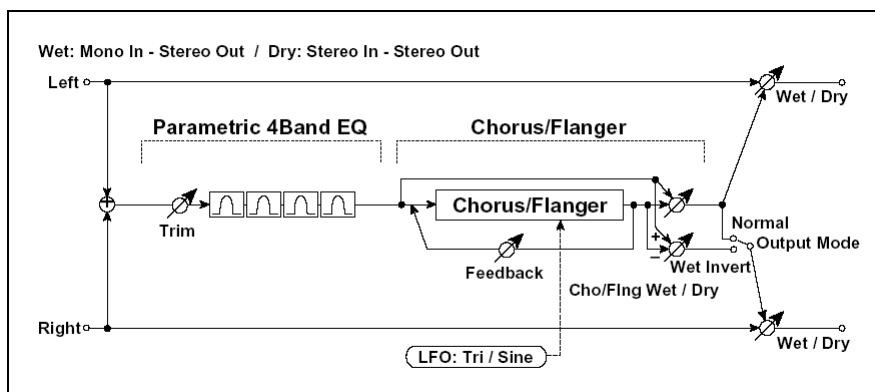 Wet: Mono In - Stereo Out / Dry: Stereo In - Stereo Out
Left
Wet / Dry
Parametric 4Band EQ
Chorus/Flanger
+
Trim
Chorus/Flanger
Feedback
+
−
Normal
Output Mode
Wet Invert
Cho/Flng Wet / Dry
Right
LFO: Tri / Sine
Wet / Dry